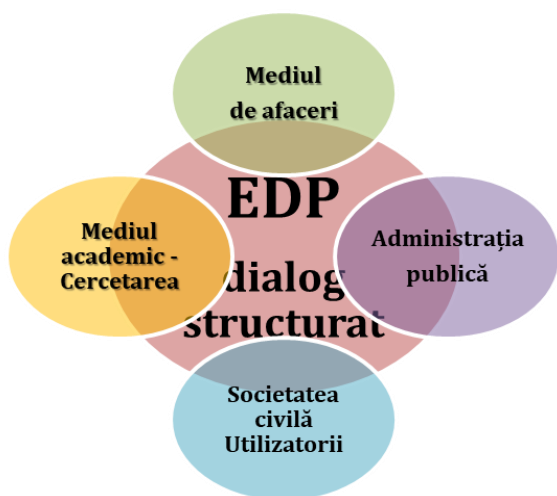 Mediul
de afaceri
EDP
dialog
structurat
Mediul
academic -
Cercetarea
Administrația
publică
Societatea
civilă
Utilizatorii